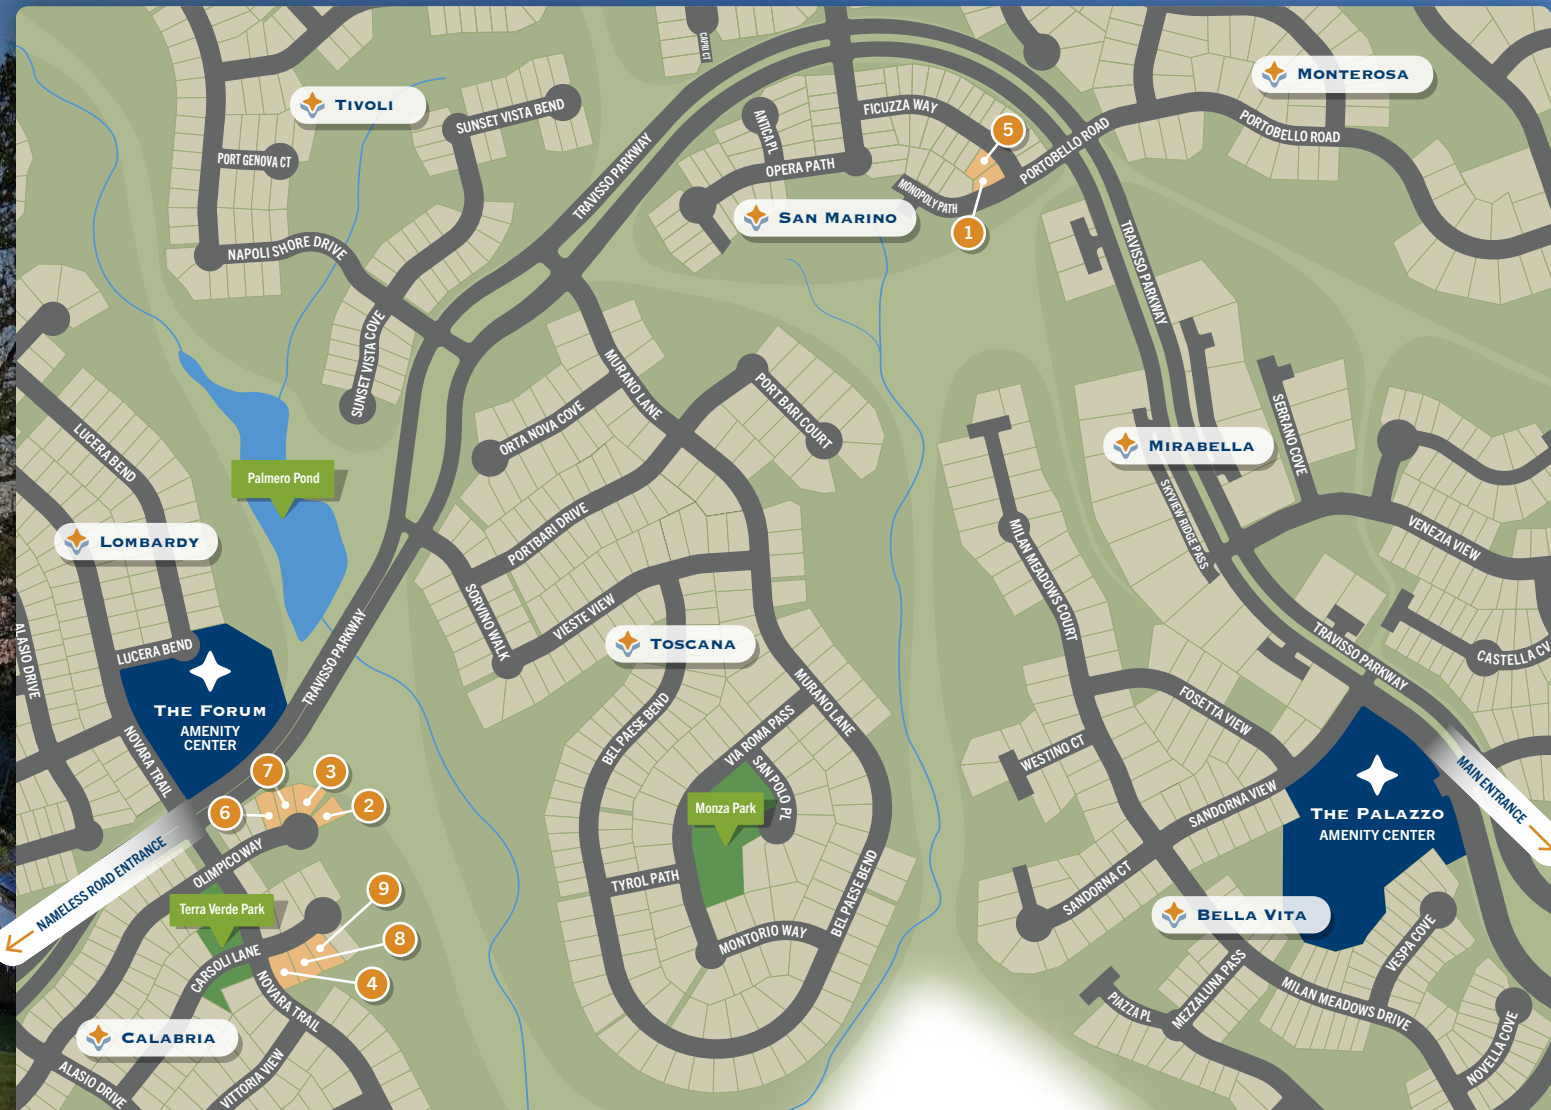 CAPRI CT
MONTEROSA
TIVOLI
SUNSET VISTA BEND
FICUZZA WAY
ANTICA PL
5
PORTOBELLO ROAD
PORTOBELLO ROAD
PORT GENOVA CT
TRAVISSO PARKWAY
OPERA PATH
MONOPOLY PATH
SAN MARINO
1
NAPOLI SHORE DRIVE
TRAVISSO PARKWAY
SUNSET VISTA COVE
MURANO LANE
PORT BARI COURT
ORTA NOVA COVE
SERRANO COVE
LUCERA BEND
MIRABELLA
Palmero Pond
SKYVIEW RIDGE PASS
LOMBARDY
PORTBARI DRIVE
MILAN MEADOWS COURT
VENEZIA VIEW
SORVINO WALK
VIESTE VIEW
TOSCANA
ALASIO DRIVE
LUCERA BEND
TRAVISSO PARKWAY
TRAVISSO PARKWAY
CASTELLA CV
THE FORUM
AMENITY
CENTER
MURANO LANE
BEL PAESE BEND
VIA ROMA PASS
FOSETTA VIEW
NOVARA TRAIL
WESTINO CT
SAN POLO PL
MAIN ENTRANCE
7
3
6
2
Monza Park
SANDORNA VIEW
THE PALAZZO
AMENITY CENTER
NAMELESS ROAD ENTRANCE
OLIMPICO WAY
TYROL PATH
BEL PAESE BEND
SANDORNA CT
9
Terra Verde Park
BELLA VITA
8
MONTORIO WAY
VESPA COVE
CARSOLI LANE
4
NOVARA TRAIL
MEZZALUNA PASS
PIAZZA PL
MILAN MEADOWS DRIVE
CALABRIA
NOVELLA COVE
ALASIO DRIVE
VITTORIA VIEW